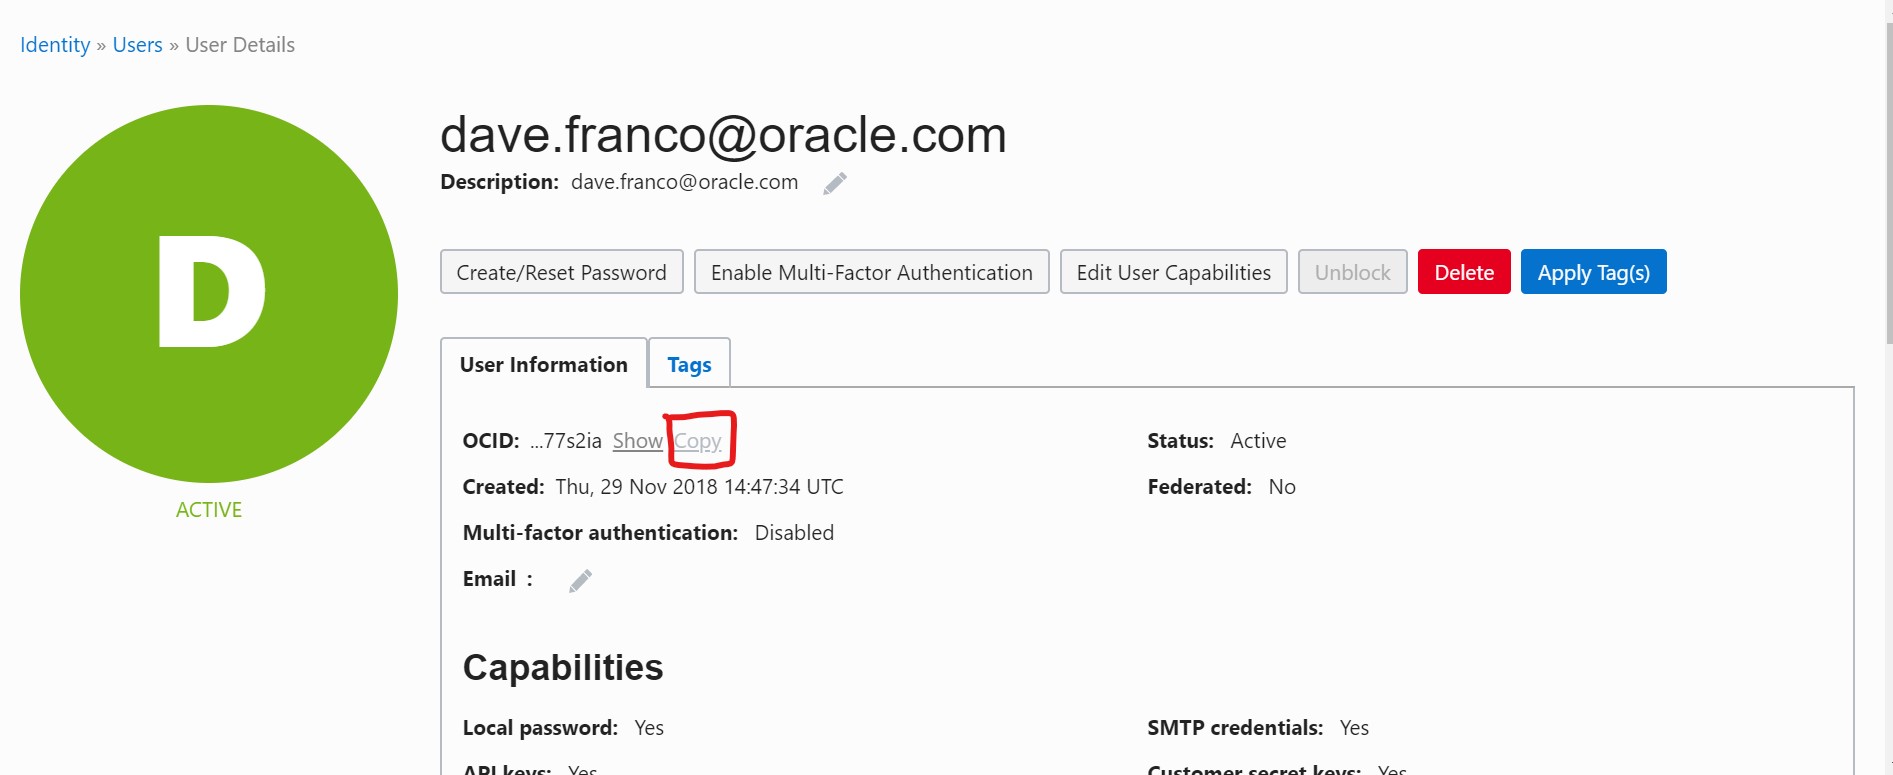 Identity » Users » User Details
D
ACTIVE
dave.franco@oracle.com
Description: dave.franco@oracle.com
Create/Reset Password Enable Multi-Factor Authentication Edit User Capabilities Unblock Delete Apply Tag(s)
User Information Tags
OCID: ...77s2ia Show Copy
Status: Active
Created: Thu, 29 Nov 2018 14:47:34 UTC
Federated: No
Multi-factor authentication: Disabled
Email :
Capabilities
Local password: Yes
SMTP credentials: Yes
API keys: Yes
Customer secret keys: Yes